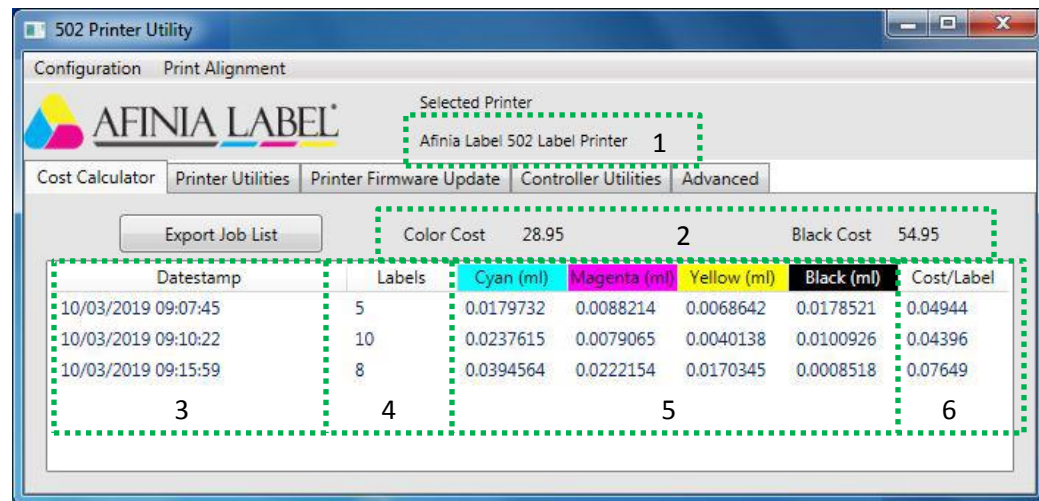 502 Printer Utility
Configuration Print Alignment
AFINIA LABEL
Selected Printer
Afinia Label 502 Label Printer 1
Cost Calculator Printer Utilities Printer Firmware Update Controller Utilities Advanced
Export Job List Color Cost 28.95 2 Black Cost 54.95
Datestamp Labels Cyan (ml) Magenta (ml) Yellow (ml) Black (ml) Cost/Label
10/03/2019 09:07:45 5 0.0179732 0.0088214 0.0068642 0.0178521 0.04944
10/03/2019 09:10:22 10 0.0237615 0.0079065 0.0040138 0.0100926 0.04396
10/03/2019 09:15:59 8 0.0394564 0.0222154 0.0170345 0.0008518 0.07649
3 4 5 6